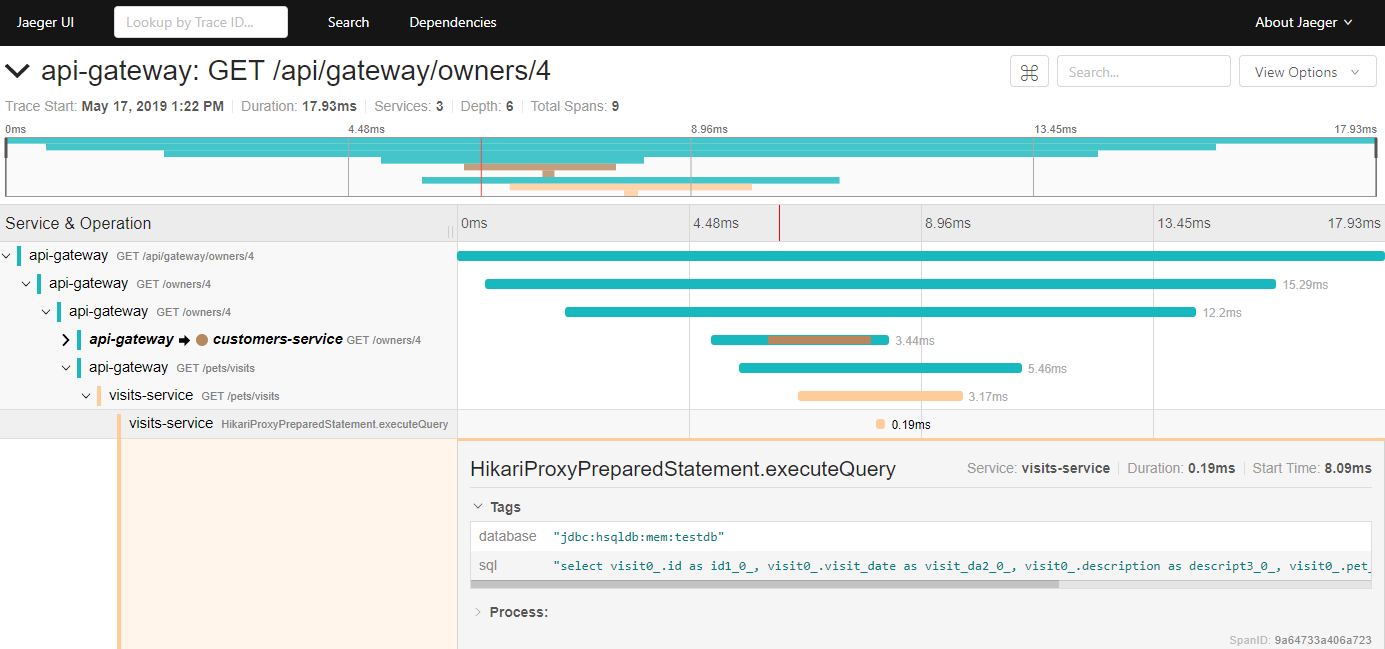 Jaeger UI Lookup by Trace ID... Search Dependencies About Jaeger
api-gateway: GET /api/gateway/owners/4 ⌘ Search... View Options
Trace Start: May 17, 2019 1:22 PM Duration: 17.93ms Services: 3 Depth: 6 Total Spans: 9
0ms 4.48ms 8.96ms 13.45ms 17.93ms
Service & Operation 0ms 4.48ms 8.96ms 13.45ms 17.93ms
api-gateway GET /api/gateway/owners/4
api-gateway GET /owners/4 15.29ms
api-gateway GET /owners/4 12.2ms
api-gateway ➡ customers-service GET /owners/4 3.44ms
api-gateway GET /pets/visits 5.46ms
visits-service GET /pets/visits 3.17ms
visits-service HikariProxyPreparedStatement.executeQuery 0.19ms
HikariProxyPreparedStatement.executeQuery Service: visits-service Duration: 0.19ms Start Time: 8.09ms
Tags
database "jdbc:hsqldb:mem:testdb"
sql "select visit0_.id as id1_0_, visit0_.visit_date as visit_da2_0_, visit0_.description as descript3_0_, visit0_.pet_
Process:
SpanID: 9a64733a406a723